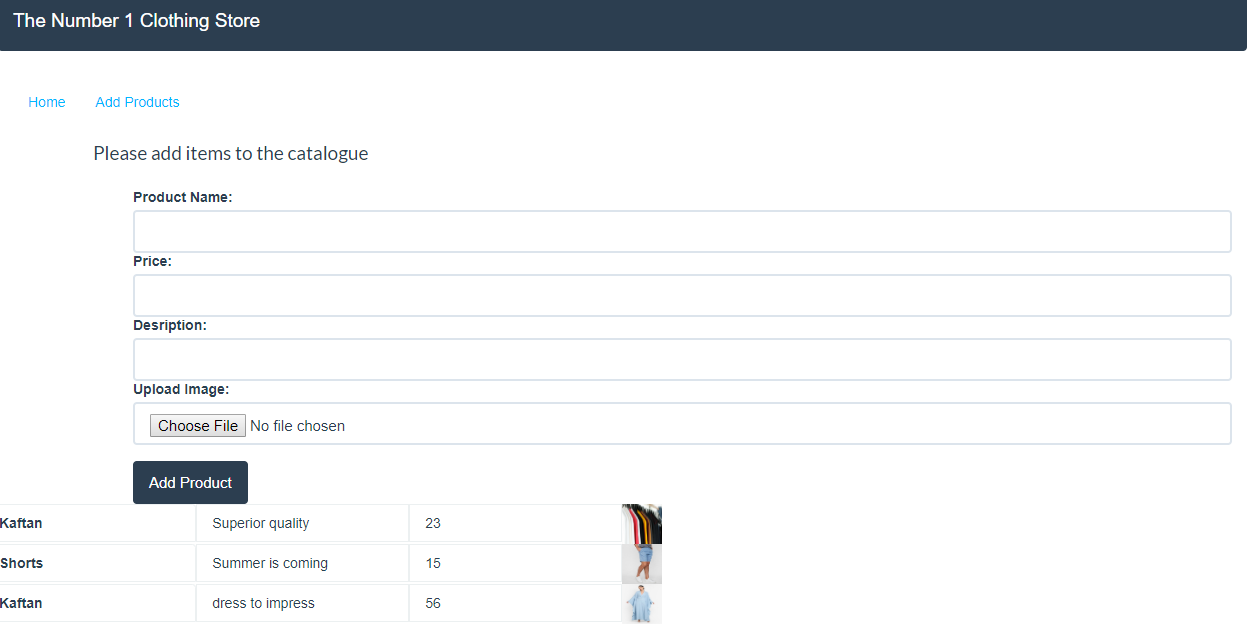 The Number 1 Clothing Store
Home Add Products
Please add items to the catalogue
Product Name:
Price:
Desription:
Upload Image:
Choose File No file chosen
Add Product
Kaftan Superior quality 23
Shorts Summer is coming 15
Kaftan dress to impress 56